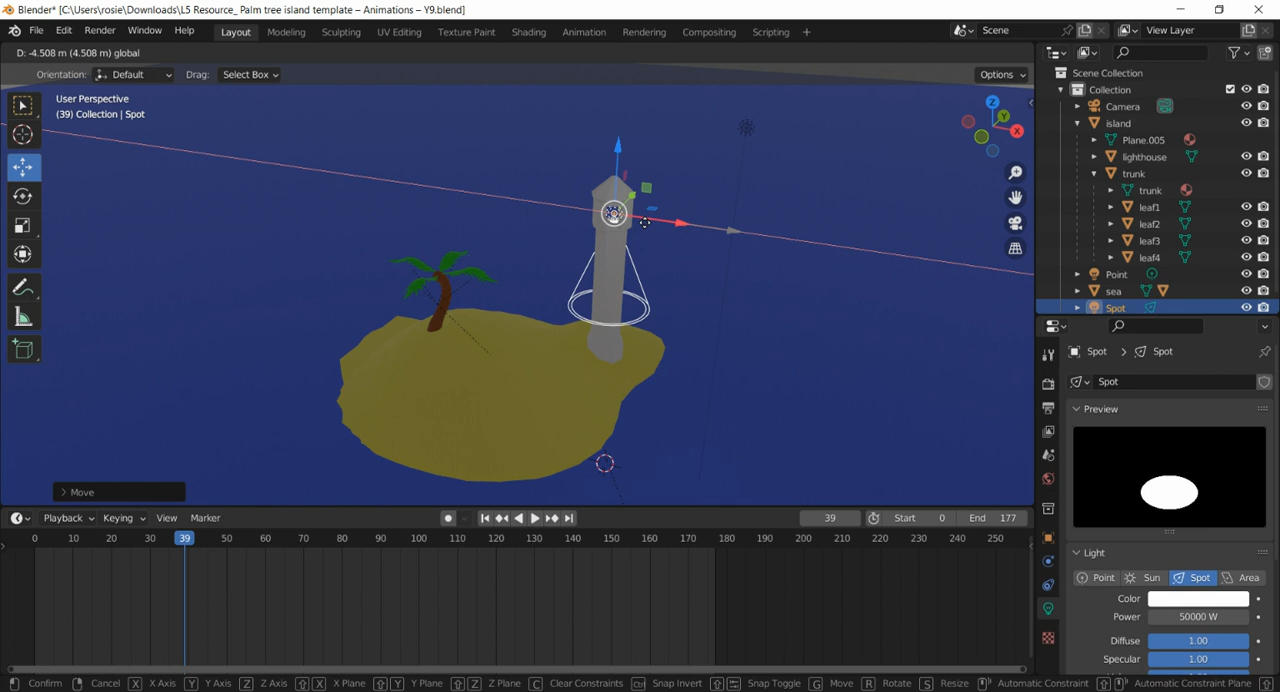 Blender* [C:\Users\rosie\Downloads\L5 Resource_ Palm tree island template – Animations – Y9.blend]
File Edit Render Window Help Layout Modeling Sculpting UV Editing Texture Paint Shading Animation Rendering Compositing Scripting + Scene View Layer
D: -4.508 m (4.508 m) global
Orientation: Default Drag: Select Box Options
User Perspective
(39) Collection | Spot
Z
Y
X
Move
Scene Collection
Collection
Camera
island
Plane.005
lighthouse
trunk
trunk
leaf1
leaf2
leaf3
leaf4
Point
sea
Spot
Spot > Spot
Spot
Preview
Light
Point Sun Spot Area
Color
Power 50000 W
Diffuse 1.00
Specular 1.00
Playback Keying View Marker 39 Start 0 End 177
0 10 20 30 39 50 60 70 80 90 100 110 120 130 140 150 160 170 180 190 200 210 220 230 240 250
Confirm Cancel X X Axis Y Y Axis Z Z Axis X X Plane Y Y Plane Z Z Plane C Clear Constraints Ctrl Snap Invert Snap Toggle G Move R Rotate S Resize Automatic Constraint Automatic Constraint Plane